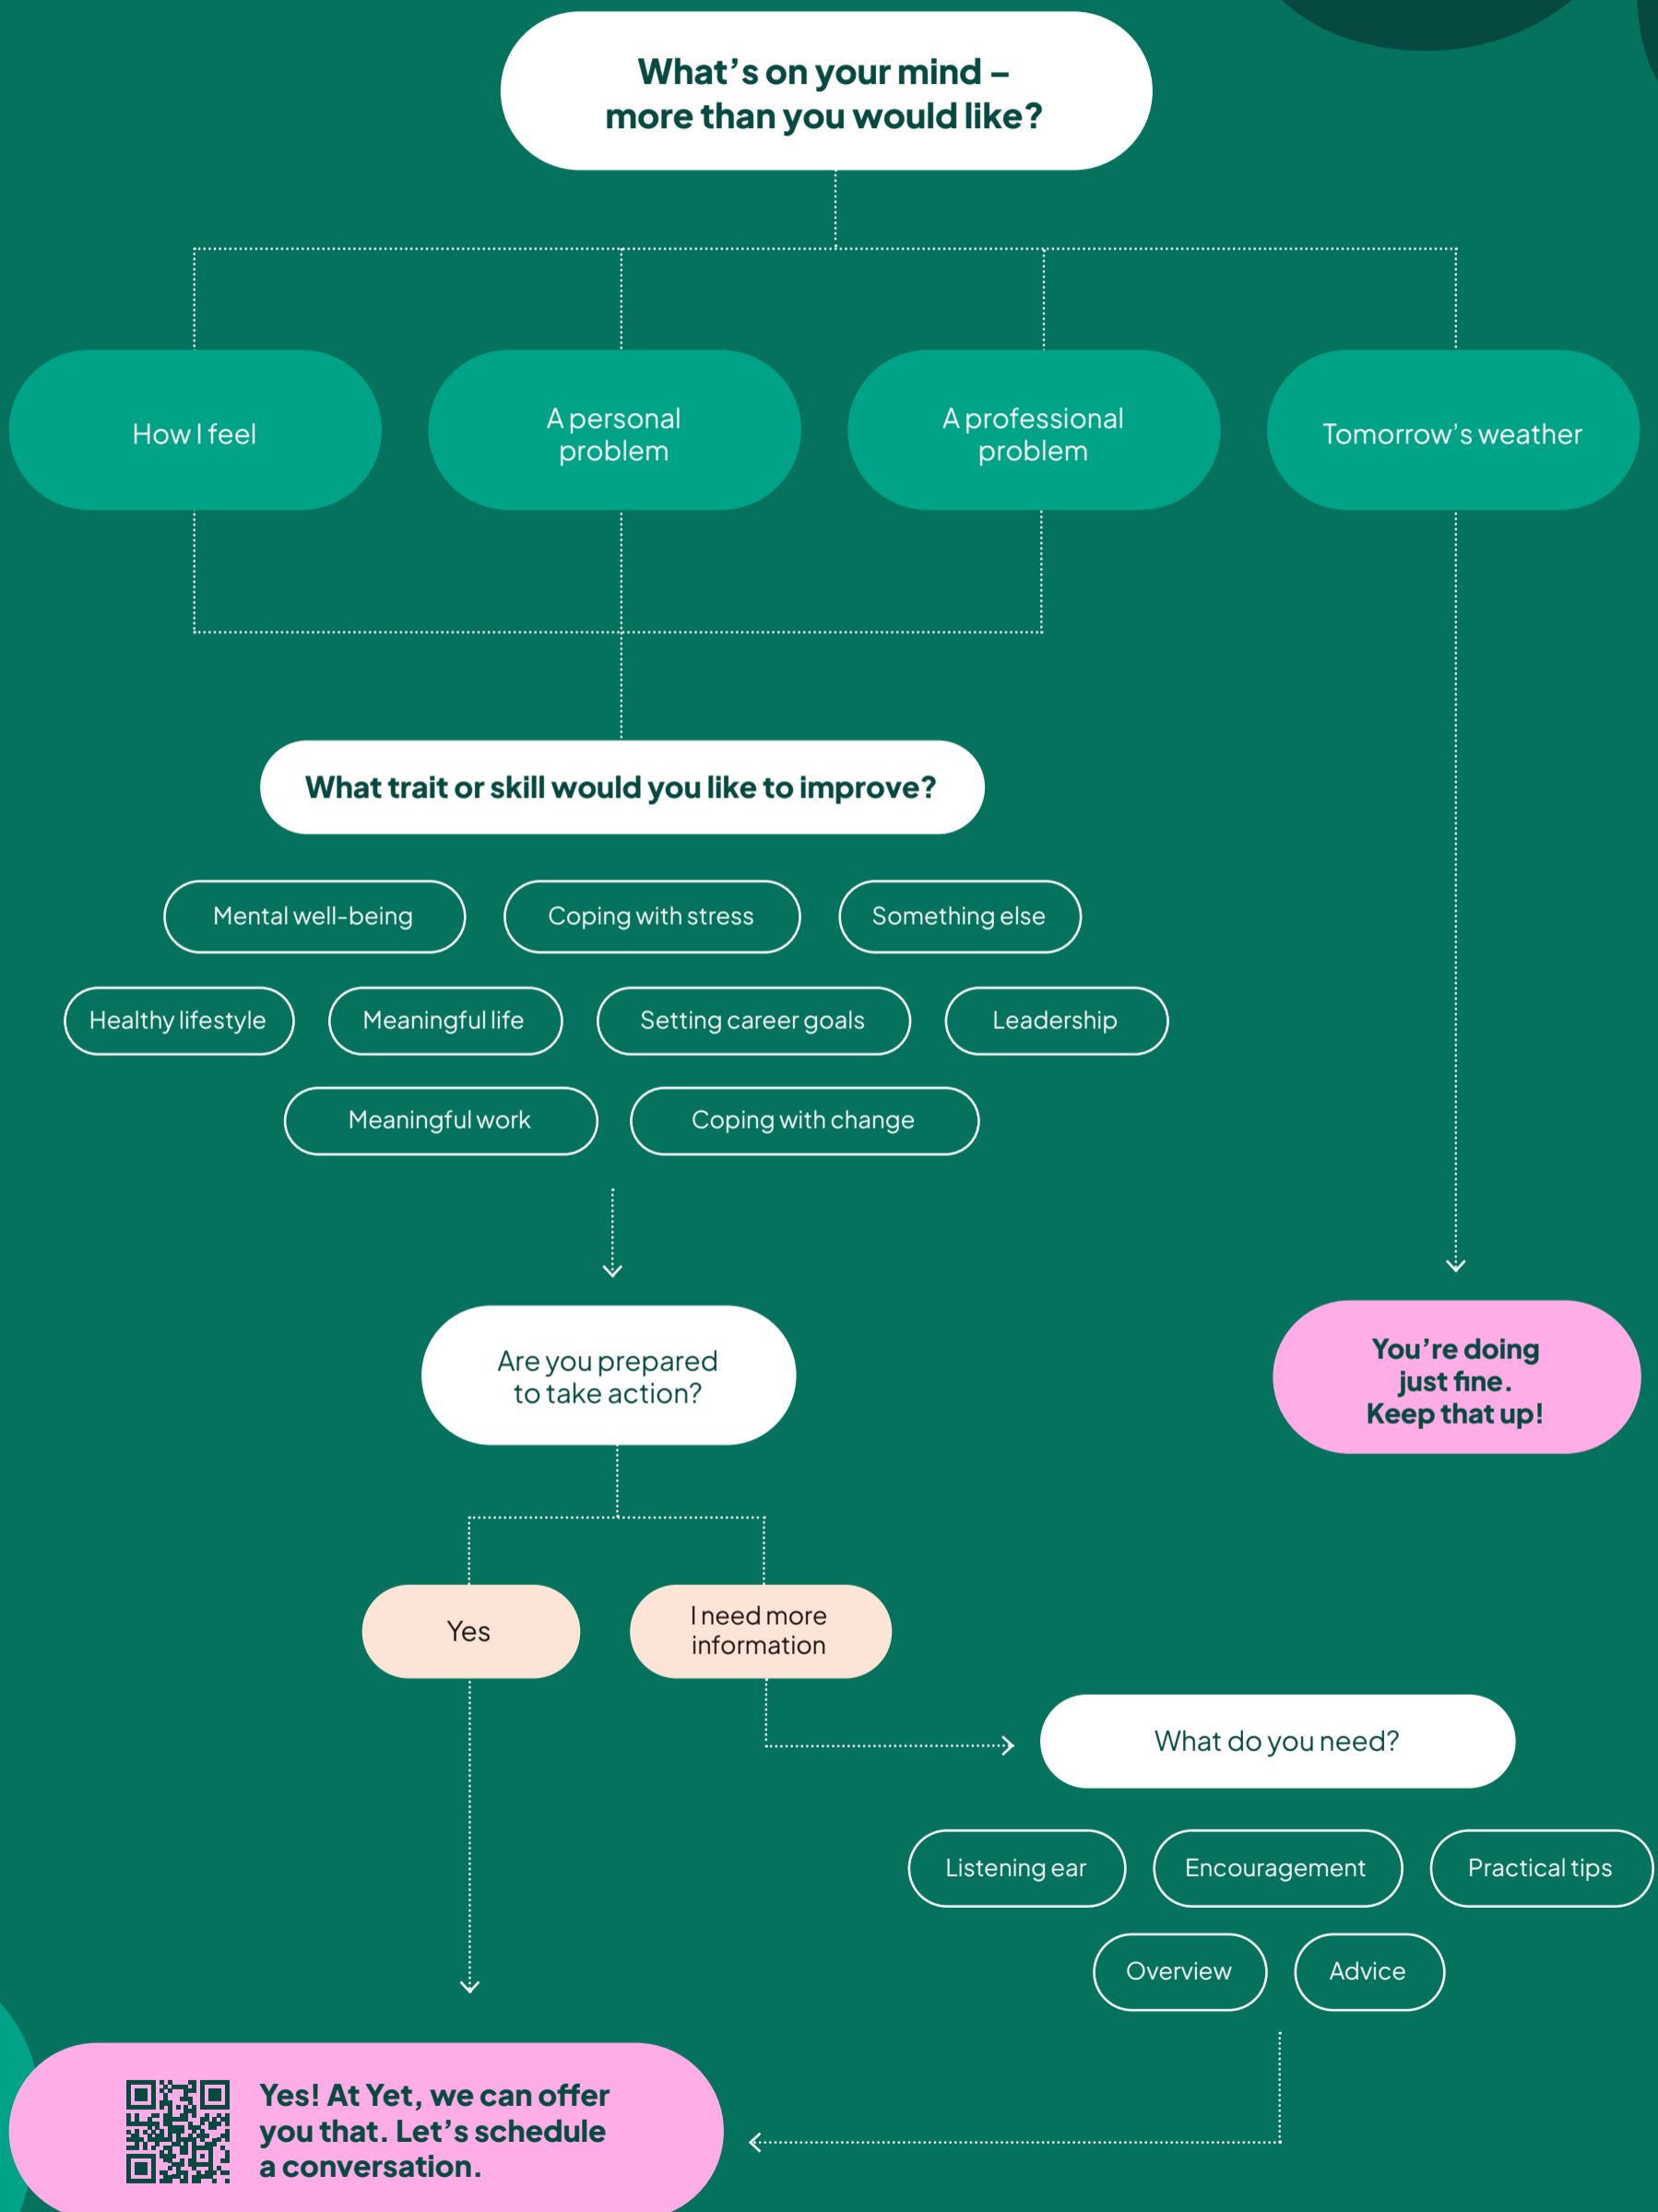 What’s on your mind –
more than you would like?
How I feel
A personal
problem
A professional
problem
Tomorrow’s weather
What trait or skill would you like to improve?
Mental well-being
Coping with stress
Something else
Healthy lifestyle
Meaningful life
Setting career goals
Leadership
Meaningful work
Coping with change
Are you prepared
to take action?
You’re doing
just fine.
Keep that up!
Yes
I need more
information
What do you need?
Listening ear
Encouragement
Practical tips
Overview
Advice
Yes! At Yet, we can offer
you that. Let’s schedule
a conversation.